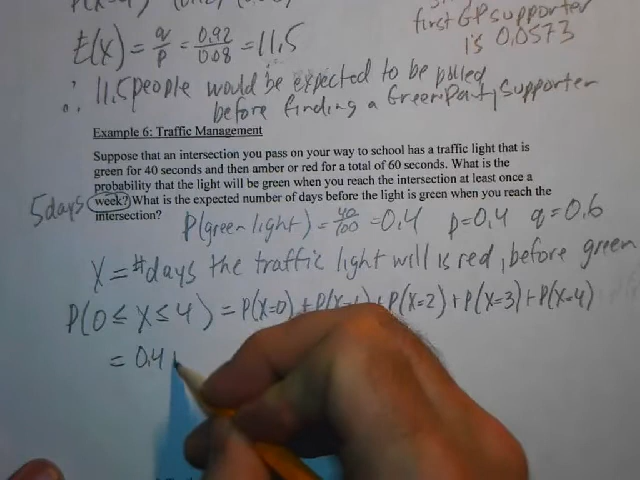 E(X) = q/p = 0.92/0.08 = 11.5
first GP supporter
is 0.0573
∴ 11.5 people would be expected to be polled
before finding a Green Party Supporter
Example 6: Traffic Management
Suppose that an intersection you pass on your way to school has a traffic light that is
green for 40 seconds and then amber or red for a total of 60 seconds. What is the
probability that the light will be green when you reach the intersection at least once a
5 days
week? What is the expected number of days before the light is green when you reach the
intersection?
P(green light) = 40/100 = 0.4 p = 0.4 q = 0.6
X = # days the traffic light will is red, before green
P(0 ≤ X ≤ 4) = P(X=0) + P(X=1) + P(X=2) + P(X=3) + P(X=4)
= 0.4